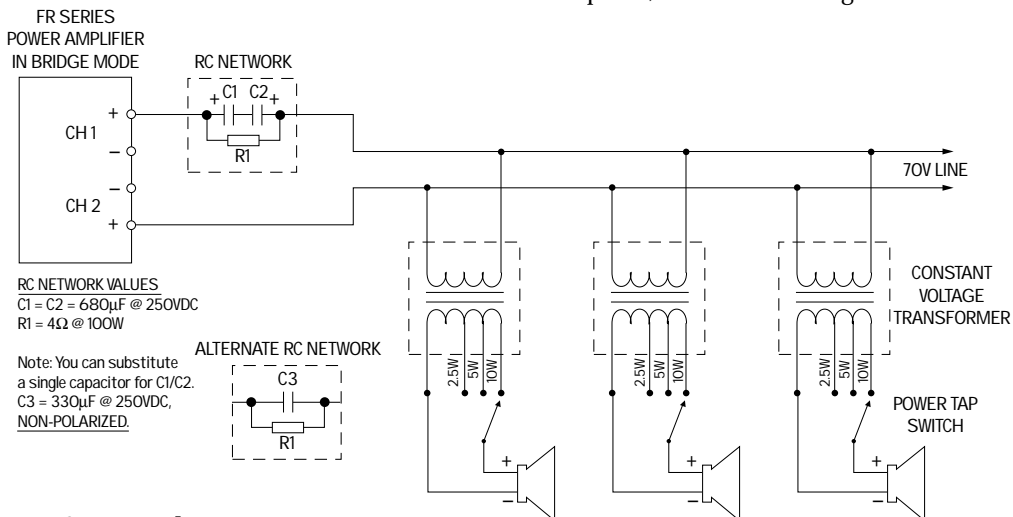 FR SERIES
POWER AMPLIFIER
IN BRIDGE MODE
RC NETWORK
+ C1 C2 +
R1
+
CH 1
–
–
CH 2
+
70V LINE
RC NETWORK VALUES
C1 = C2 = 680µF @ 250VDC
R1 = 4Ω @ 100W
Note: You can substitute
a single capacitor for C1/C2.
C3 = 330µF @ 250VDC,
NON-POLARIZED.
ALTERNATE RC NETWORK
C3
R1
CONSTANT
VOLTAGE
TRANSFORMER
2.5W 5W 10W
2.5W 5W 10W
2.5W 5W 10W
POWER TAP
SWITCH
+
–
+
–
+
–